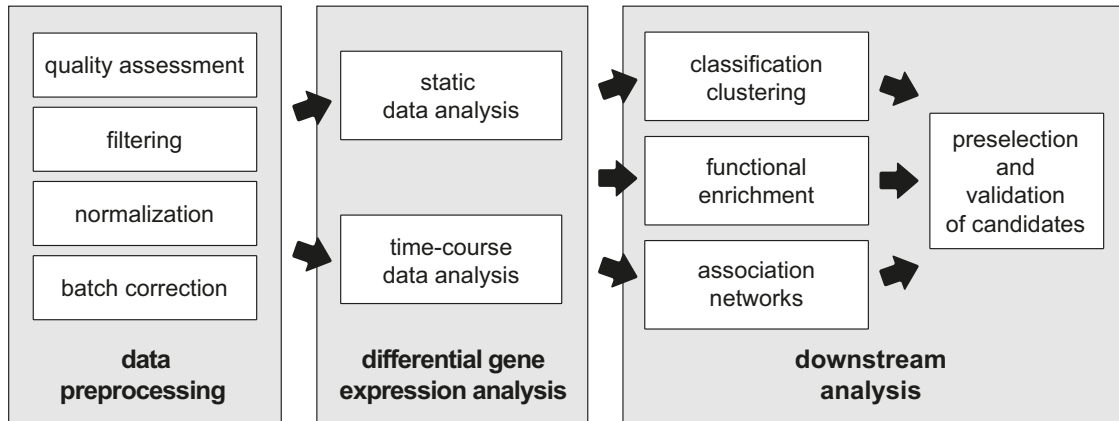 quality assessment
filtering
normalization
batch correction
data
preprocessing
static
data analysis
time-course
data analysis
differential gene
expression analysis
classification
clustering
functional
enrichment
association
networks
preselection
and
validation
of candidates
downstream
analysis